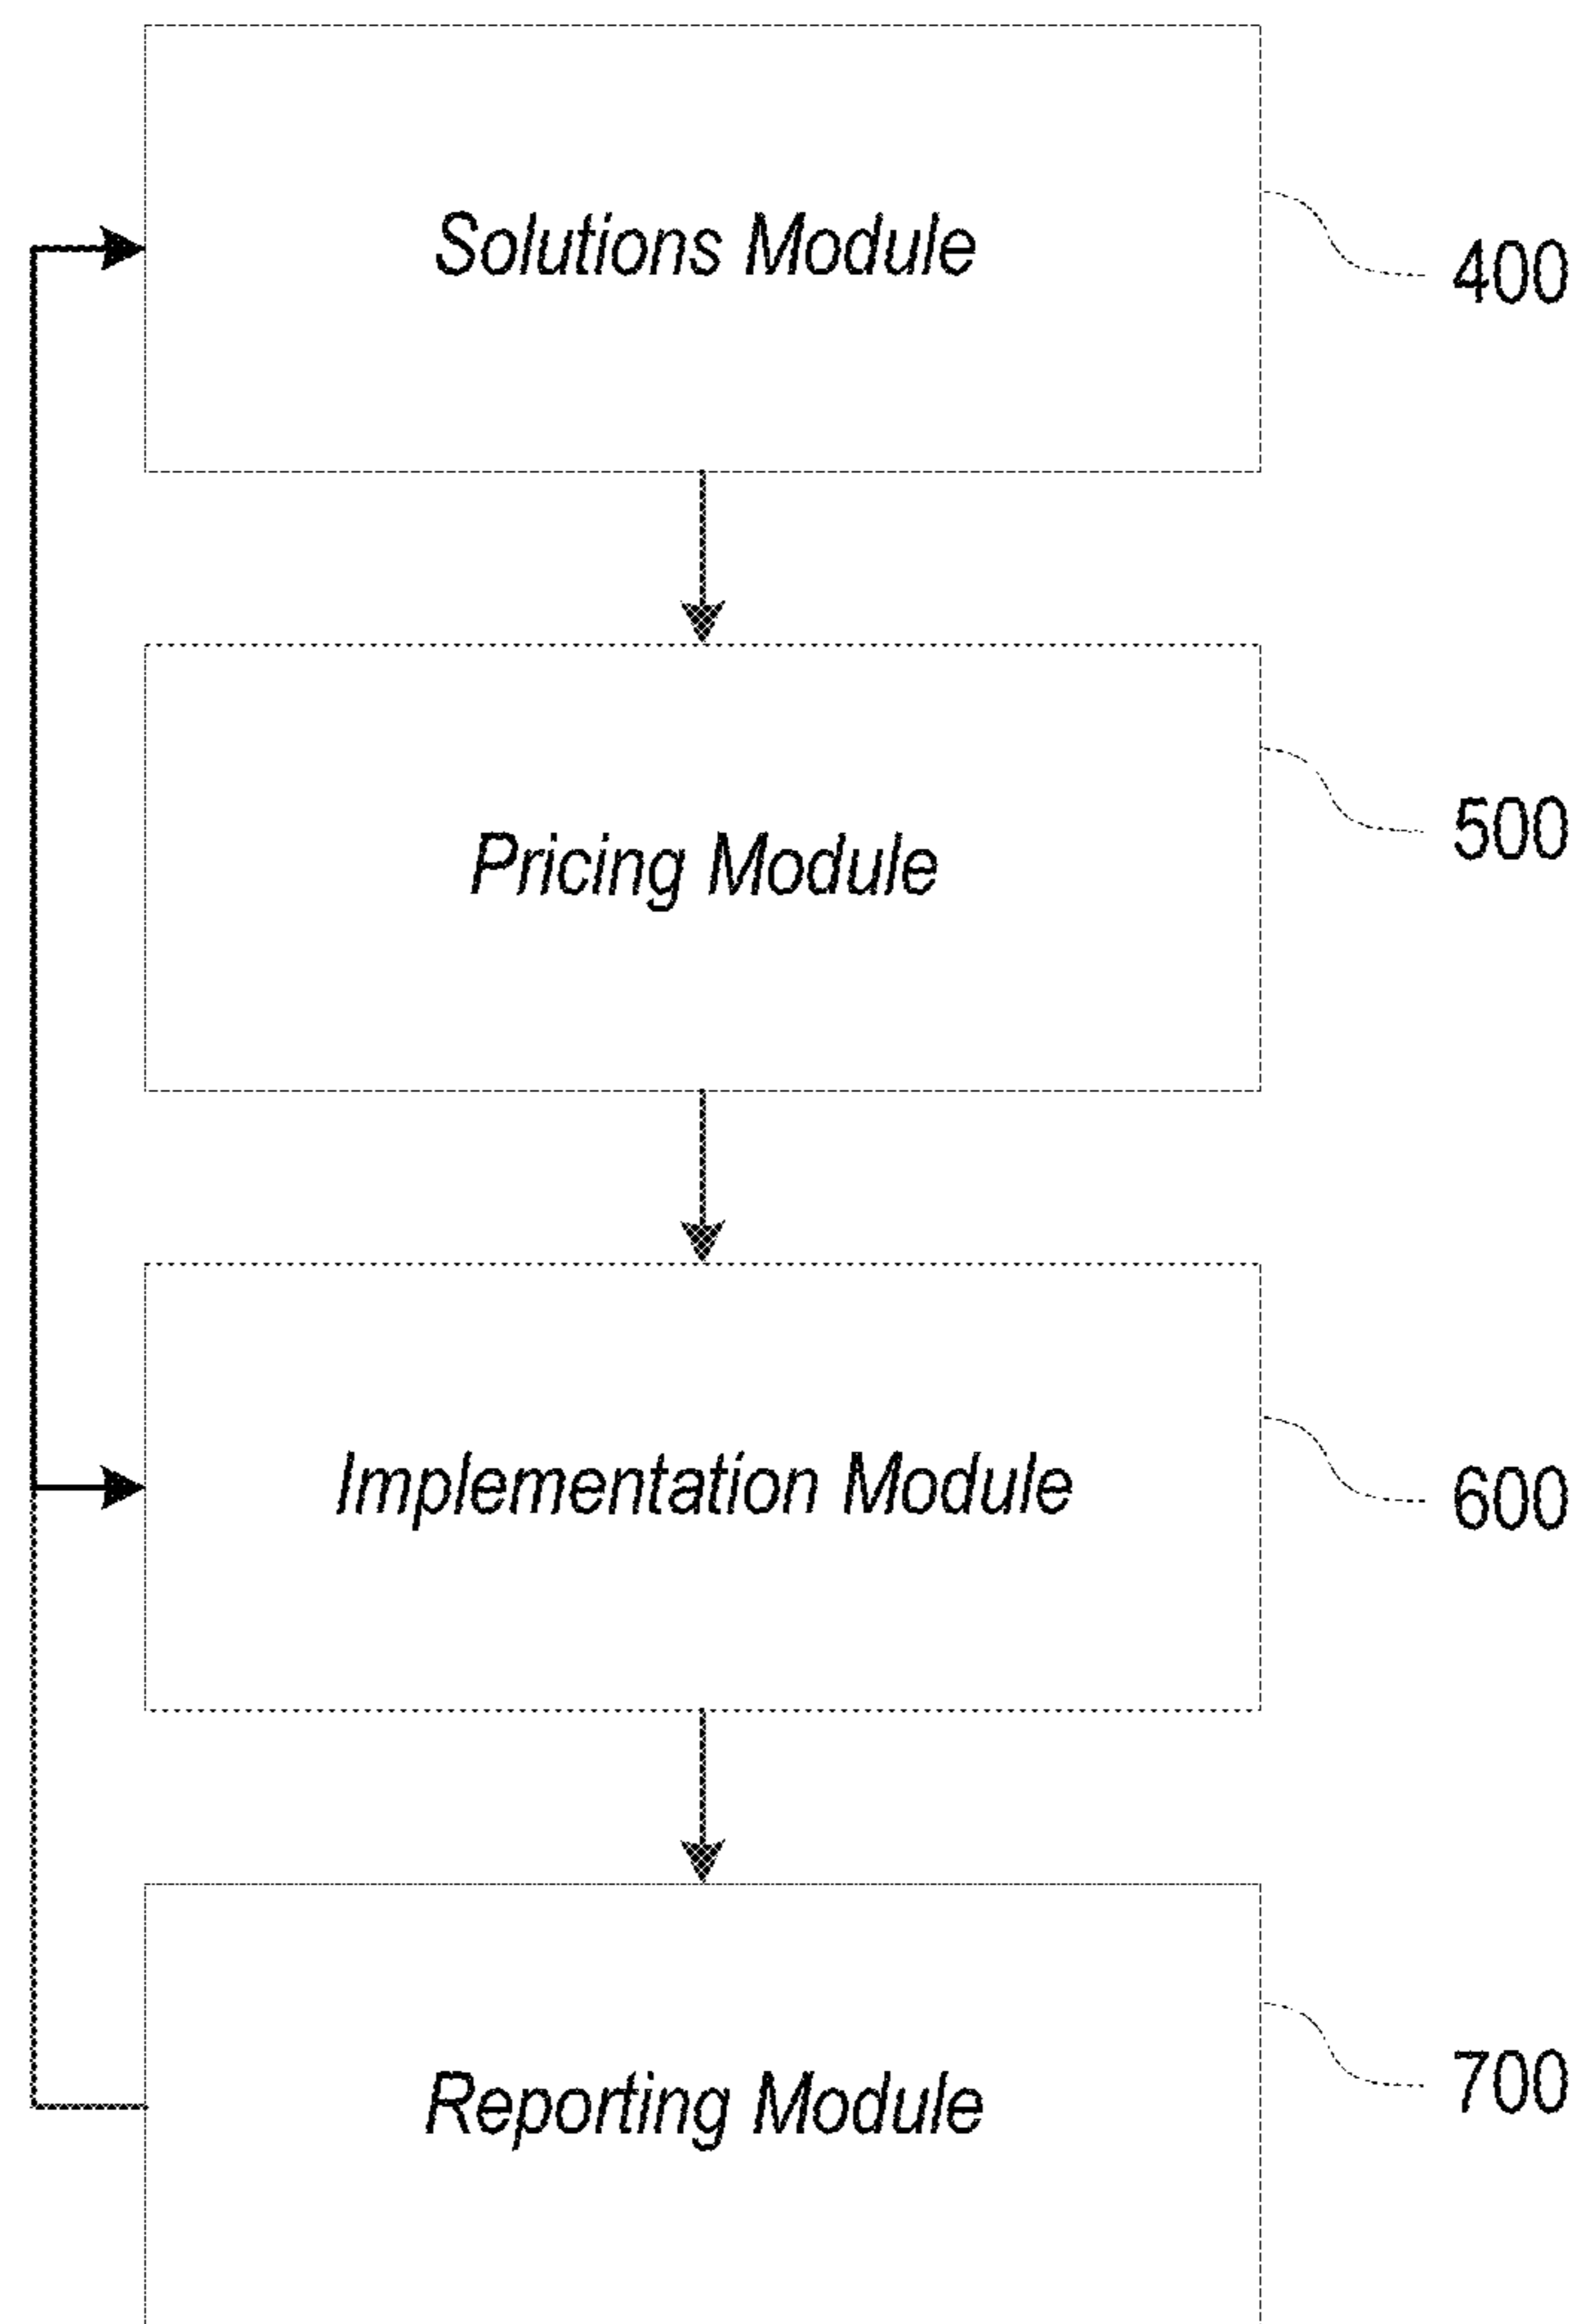 Solutions Module
400
Pricing Module
500
Implementation Module
600
Reporting Module
700